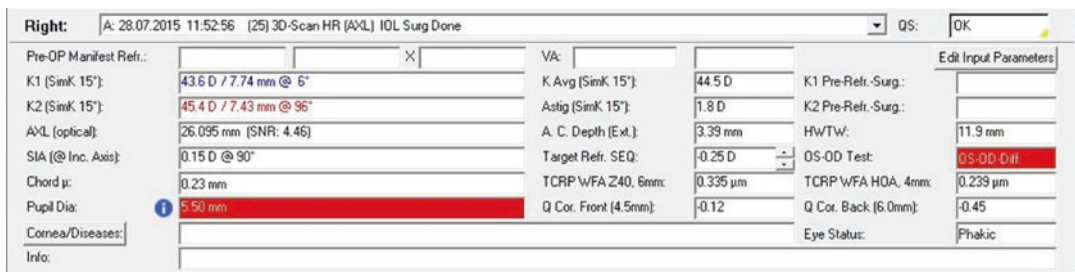 Right: A: 28.07.2015 11:52:56 (25) 3D-Scan HR (AXL) IOL Surg Done QS: OK
Pre-OP Manifest Refr.: X VA: Edit Input Parameters
K1 (SimK 15°): 43.6 D / 7.74 mm @ 6° K Avg (SimK 15°): 44.5 D K1 Pre-Refr.-Surg.:
K2 (SimK 15°): 45.4 D / 7.43 mm @ 96° Astig (SimK 15°): 1.8 D K2 Pre-Refr.-Surg.:
AXL (optical): 26.095 mm (SNR: 4.46) A. C. Depth (Ext.): 3.39 mm HWTW: 11.9 mm
SIA (@ Inc. Axis): 0.15 D @ 90° Target Refr. SEQ: -0.25 D OS-OD Test: OS-OD-Diff.
Chord µ: 0.23 mm TCRP WFA Z40, 6mm: 0.335 µm TCRP WFA HOA, 4mm: 0.239 µm
Pupil Dia: i 5.50 mm Q Cor. Front (4.5mm): -0.12 Q Cor. Back (6.0mm): -0.45
Cornea/Diseases: Eye Status: Phakic
Info: